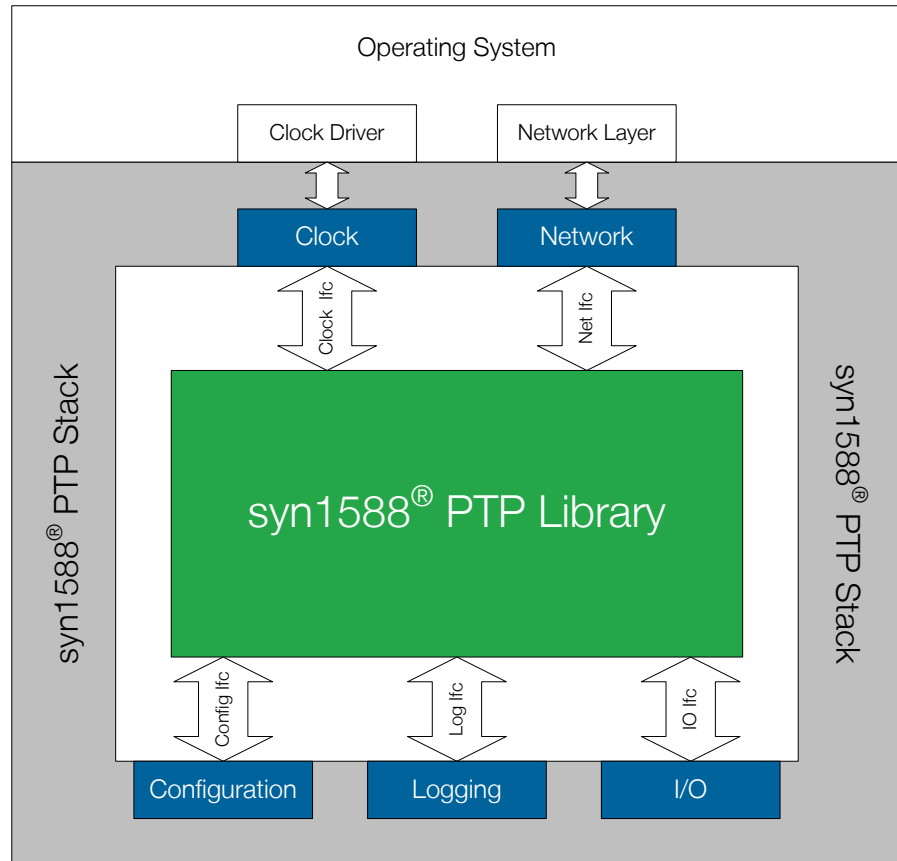 Operating System
Clock Driver
Network Layer
Clock
Network
Clock Ifc
Net Ifc
syn1588® PTP Stack
syn1588® PTP Library
syn1588® PTP Stack
Config Ifc
Log Ifc
IO Ifc
Configuration
Logging
I/O